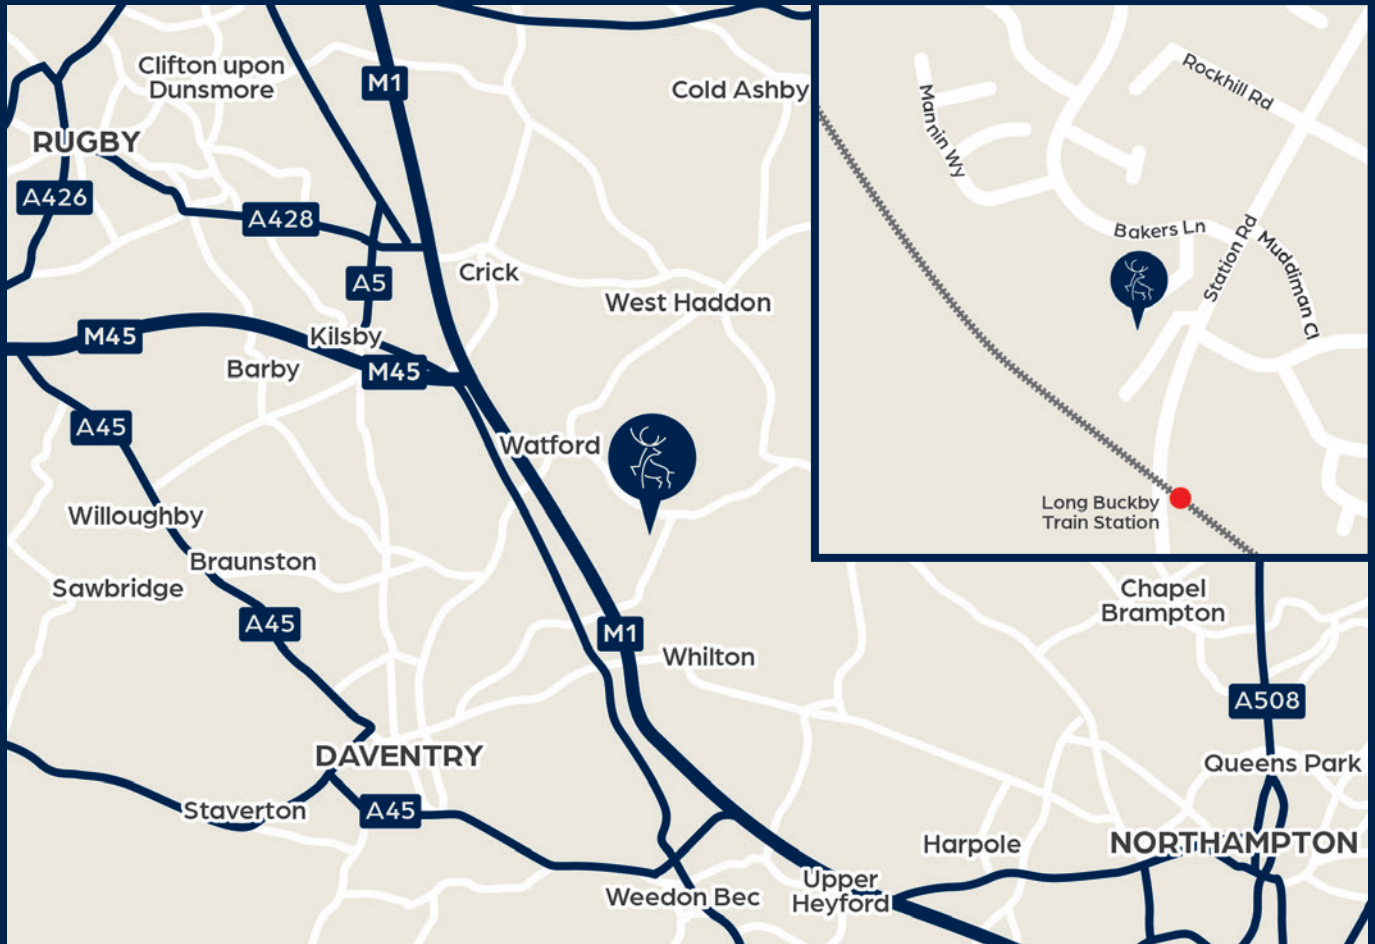 Clifton upon
Dunsmore
M1
Cold Ashby
RUGBY
A426
A428
A5
Crick
West Haddon
M45
Kilsby
Barby
M45
A45
Watford
Willoughby
Braunston
Sawbridge
A45
M1
Whilton
DAVENTRY
Staverton
A45
Weedon Bec
Upper
Heyford
Harpole
NORTHAMPTON
Queens Park
A508
Chapel
Brampton
Rockhill Rd
Mannin Wy
Bakers Ln
Station Rd
Muddiman Cl
Long Buckby
Train Station